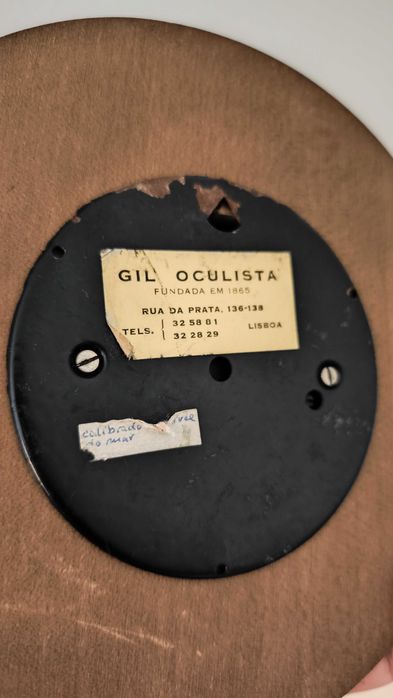 GIL OCULISTA
FUNDADA EM 1865
RUA DA PRATA, 136-138
TELS. 32 58 81
32 28 29
LISBOA
calibrado
do mar